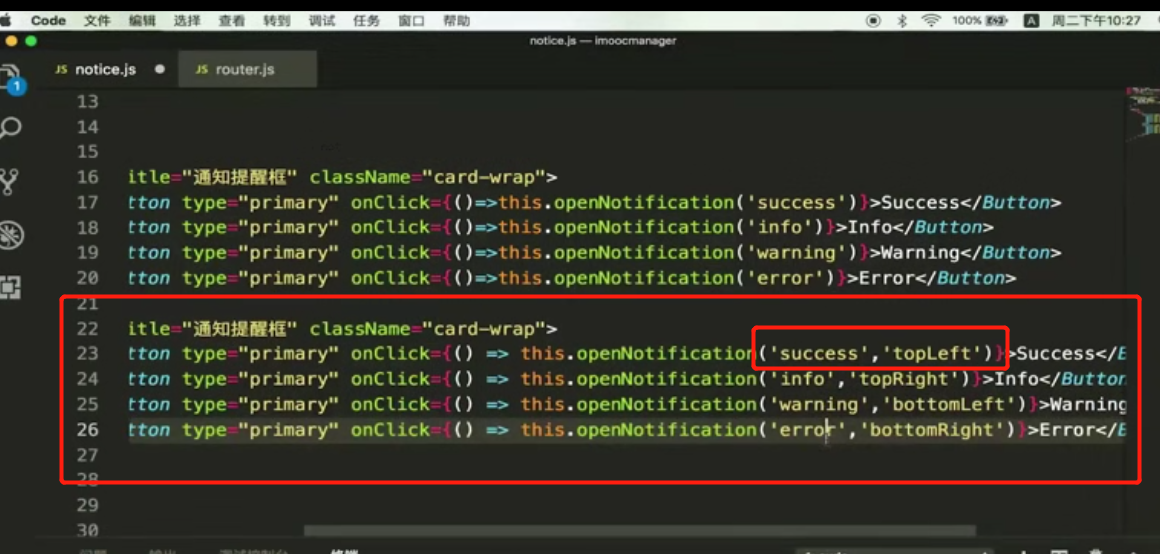 Code 文件 编辑 选择 查看 转到 调试 任务 窗口 帮助 100% A 周二下午10:27
notice.js — imoocmanager
JS notice.js ● JS router.js
1
13
14
15
16 itle="通知提醒框" className="card-wrap">
17 tton type="primary" onClick={()=>this.openNotification('success')}>Success</Button>
18 tton type="primary" onClick={()=>this.openNotification('info')}>Info</Button>
19 tton type="primary" onClick={()=>this.openNotification('warning')}>Warning</Button>
20 tton type="primary" onClick={()=>this.openNotification('error')}>Error</Button>
21
22 itle="通知提醒框" className="card-wrap">
23 tton type="primary" onClick={() => this.openNotification('success','topLeft')}>Success</B
24 tton type="primary" onClick={() => this.openNotification('info','topRight')}>Info</Button
25 tton type="primary" onClick={() => this.openNotification('warning','bottomLeft')}>Warning
26 tton type="primary" onClick={() => this.openNotification('error','bottomRight')}>Error</B
27
28
29
30